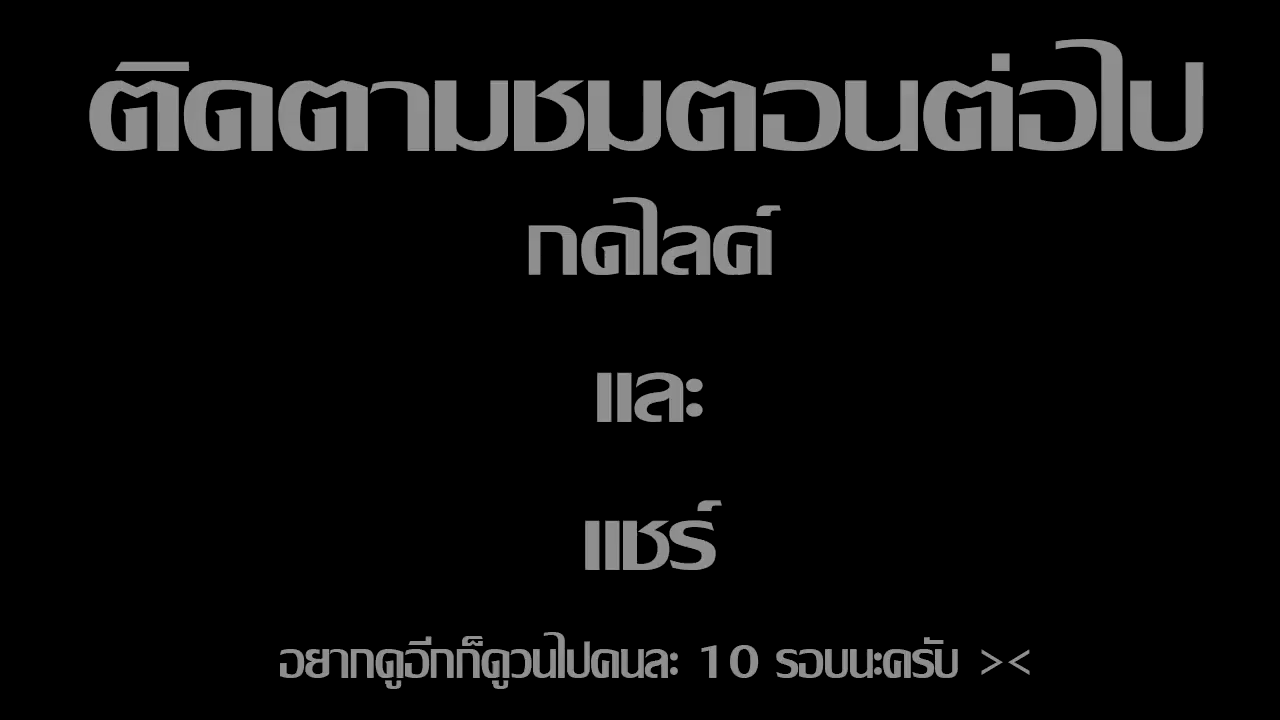 ติดตามชมตอนต่อไป
กดไลค์
และ
แชร์
อยากดูอีกก็ดูวนไปคนละ 10 รอบนะครับ ><